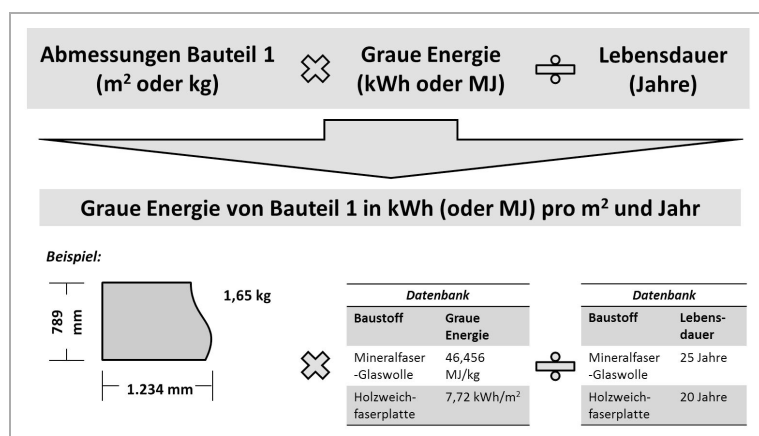 Abmessungen Bauteil 1
(m² oder kg)
Graue Energie
(kWh oder MJ)
Lebensdauer
(Jahre)
Graue Energie von Bauteil 1 in kWh (oder MJ) pro m² und Jahr
Beispiel:
789
mm
1.234 mm
1,65 kg
Datenbank
Baustoff Graue
Energie
Mineralfaser 46,456
-Glaswolle MJ/kg
Holzweich- 7,72 kWh/m²
faserplatte
Datenbank
Baustoff Lebens-
dauer
Mineralfaser 25 Jahre
-Glaswolle
Holzweich- 20 Jahre
faserplatte